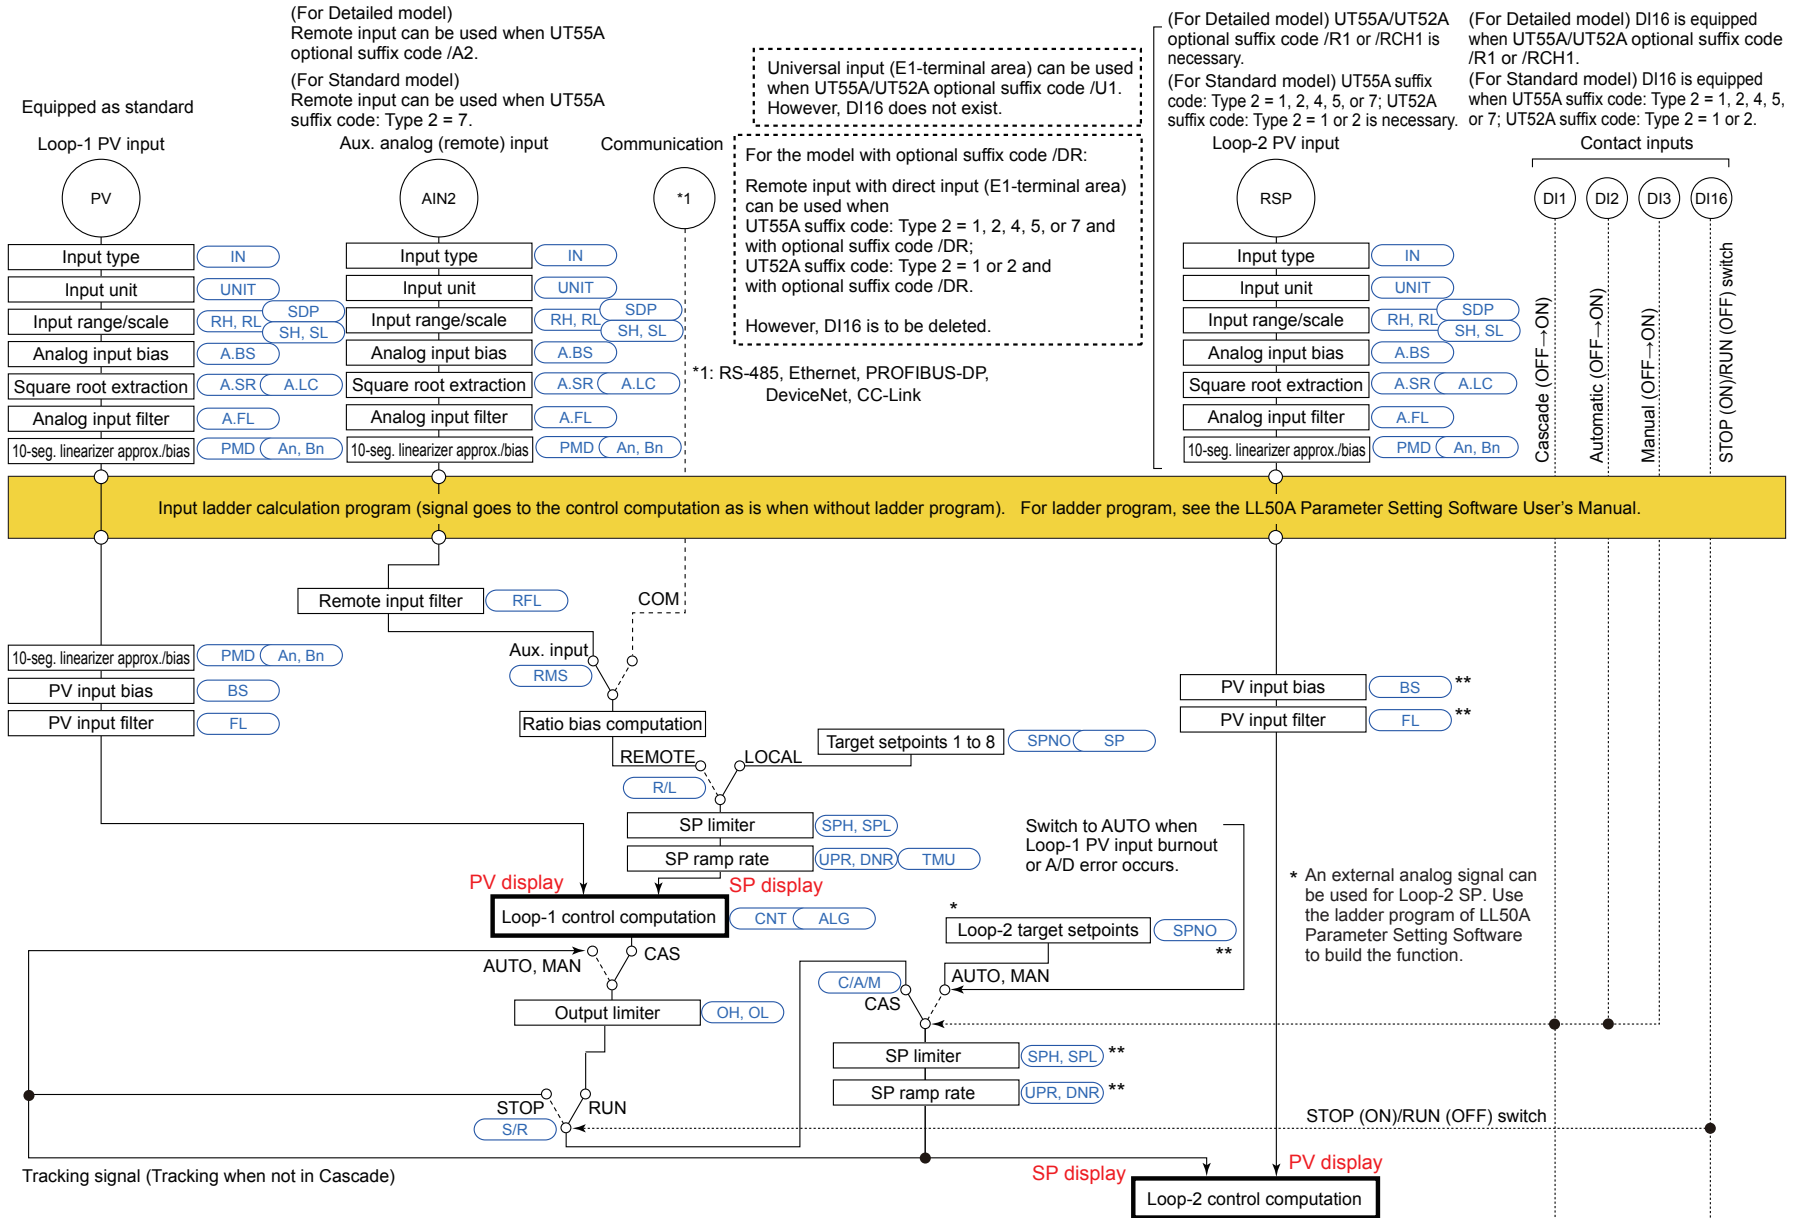 (For Detailed model)
Remote input can be used when UT55A
optional suffix code /A2.
(For Standard model)
Remote input can be used when UT55A
suffix code: Type 2 = 7.
Universal input (E1-terminal area) can be used
when UT55A/UT52A optional suffix code /U1.
However, DI16 does not exist.
(For Detailed model) UT55A/UT52A
optional suffix code /R1 or /RCH1 is
necessary.
(For Standard model) UT55A suffix
code: Type 2 = 1, 2, 4, 5, or 7; UT52A
suffix code: Type 2 = 1 or 2 is necessary.
(For Detailed model) DI16 is equipped
when UT55A/UT52A optional suffix code
/R1 or /RCH1.
(For Standard model) DI16 is equipped
when UT55A suffix code: Type 2 = 1, 2, 4, 5,
or 7; UT52A suffix code: Type 2 = 1 or 2.
Equipped as standard
Loop-1 PV input
Aux. analog (remote) input
Communication
Loop-2 PV input
Contact inputs
For the model with optional suffix code /DR:
Remote input with direct input (E1-terminal area)
can be used when
UT55A suffix code: Type 2 = 1, 2, 4, 5, or 7 and
with optional suffix code /DR;
UT52A suffix code: Type 2 = 1 or 2 and
with optional suffix code /DR.
However, DI16 is to be deleted.
PV
AIN2
*1
RSP
DI1
DI2
DI3
DI16
Input type
IN
Input unit
UNIT
Input range/scale
RH, RL
SDP
SH, SL
Analog input bias
A.BS
Square root extraction
A.SR
A.LC
Analog input filter
A.FL
10-seg. linearizer approx./bias
PMD
An, Bn
Input type
IN
Input unit
UNIT
Input range/scale
RH, RL
SDP
SH, SL
Analog input bias
A.BS
Square root extraction
A.SR
A.LC
Analog input filter
A.FL
10-seg. linearizer approx./bias
PMD
An, Bn
*1: RS-485, Ethernet, PROFIBUS-DP,
DeviceNet, CC-Link
Input type
IN
Input unit
UNIT
Input range/scale
RH, RL
SDP
SH, SL
Analog input bias
A.BS
Square root extraction
A.SR
A.LC
Analog input filter
A.FL
10-seg. linearizer approx./bias
PMD
An, Bn
Cascade (OFF→ON)
Automatic (OFF→ON)
Manual (OFF→ON)
STOP (ON)/RUN (OFF) switch
Input ladder calculation program (signal goes to the control computation as is when without ladder program). For ladder program, see the LL50A Parameter Setting Software User's Manual.
Remote input filter
RFL
COM
10-seg. linearizer approx./bias
PMD
An, Bn
Aux. input
RMS
PV input bias
BS
PV input filter
FL
Ratio bias computation
PV input bias
BS
**
PV input filter
FL
**
REMOTE
LOCAL
Target setpoints 1 to 8
SPNO
SP
R/L
SP limiter
SPH, SPL
SP ramp rate
UPR, DNR
TMU
Switch to AUTO when
Loop-1 PV input burnout
or A/D error occurs.
PV display
SP display
Loop-1 control computation
CNT
ALG
* An external analog signal can
be used for Loop-2 SP. Use
the ladder program of LL50A
Parameter Setting Software
to build the function.
*
Loop-2 target setpoints
SPNO
**
AUTO, MAN
CAS
C/A/M
CAS
AUTO, MAN
Output limiter
OH, OL
SP limiter
SPH, SPL
**
SP ramp rate
UPR, DNR
**
STOP
RUN
S/R
STOP (ON)/RUN (OFF) switch
Tracking signal (Tracking when not in Cascade)
SP display
PV display
Loop-2 control computation